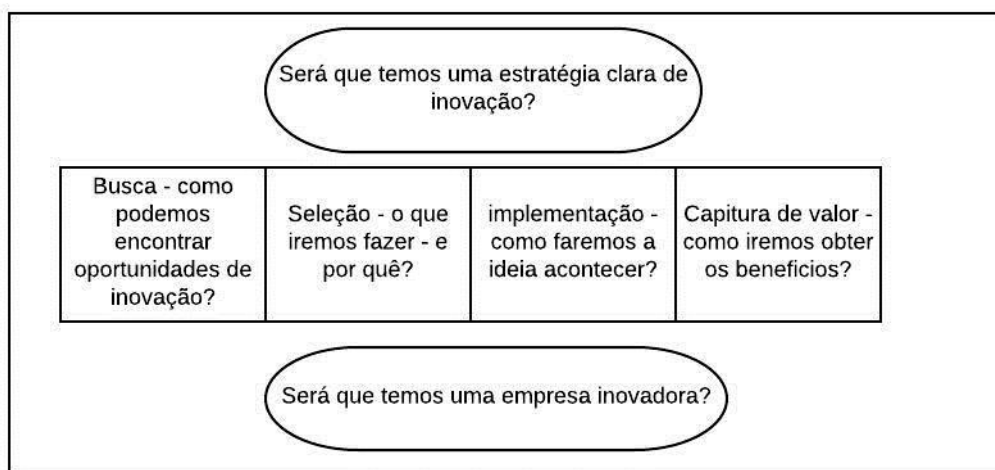 Será que temos uma estratégia clara de
inovação?
Busca - como
podemos
encontrar
oportunidades de
inovação?
Seleção - o que
iremos fazer - e
por quê?
implementação -
como faremos a
ideia acontecer?
Capitura de valor -
como iremos obter
os beneficios?
Será que temos uma empresa inovadora?